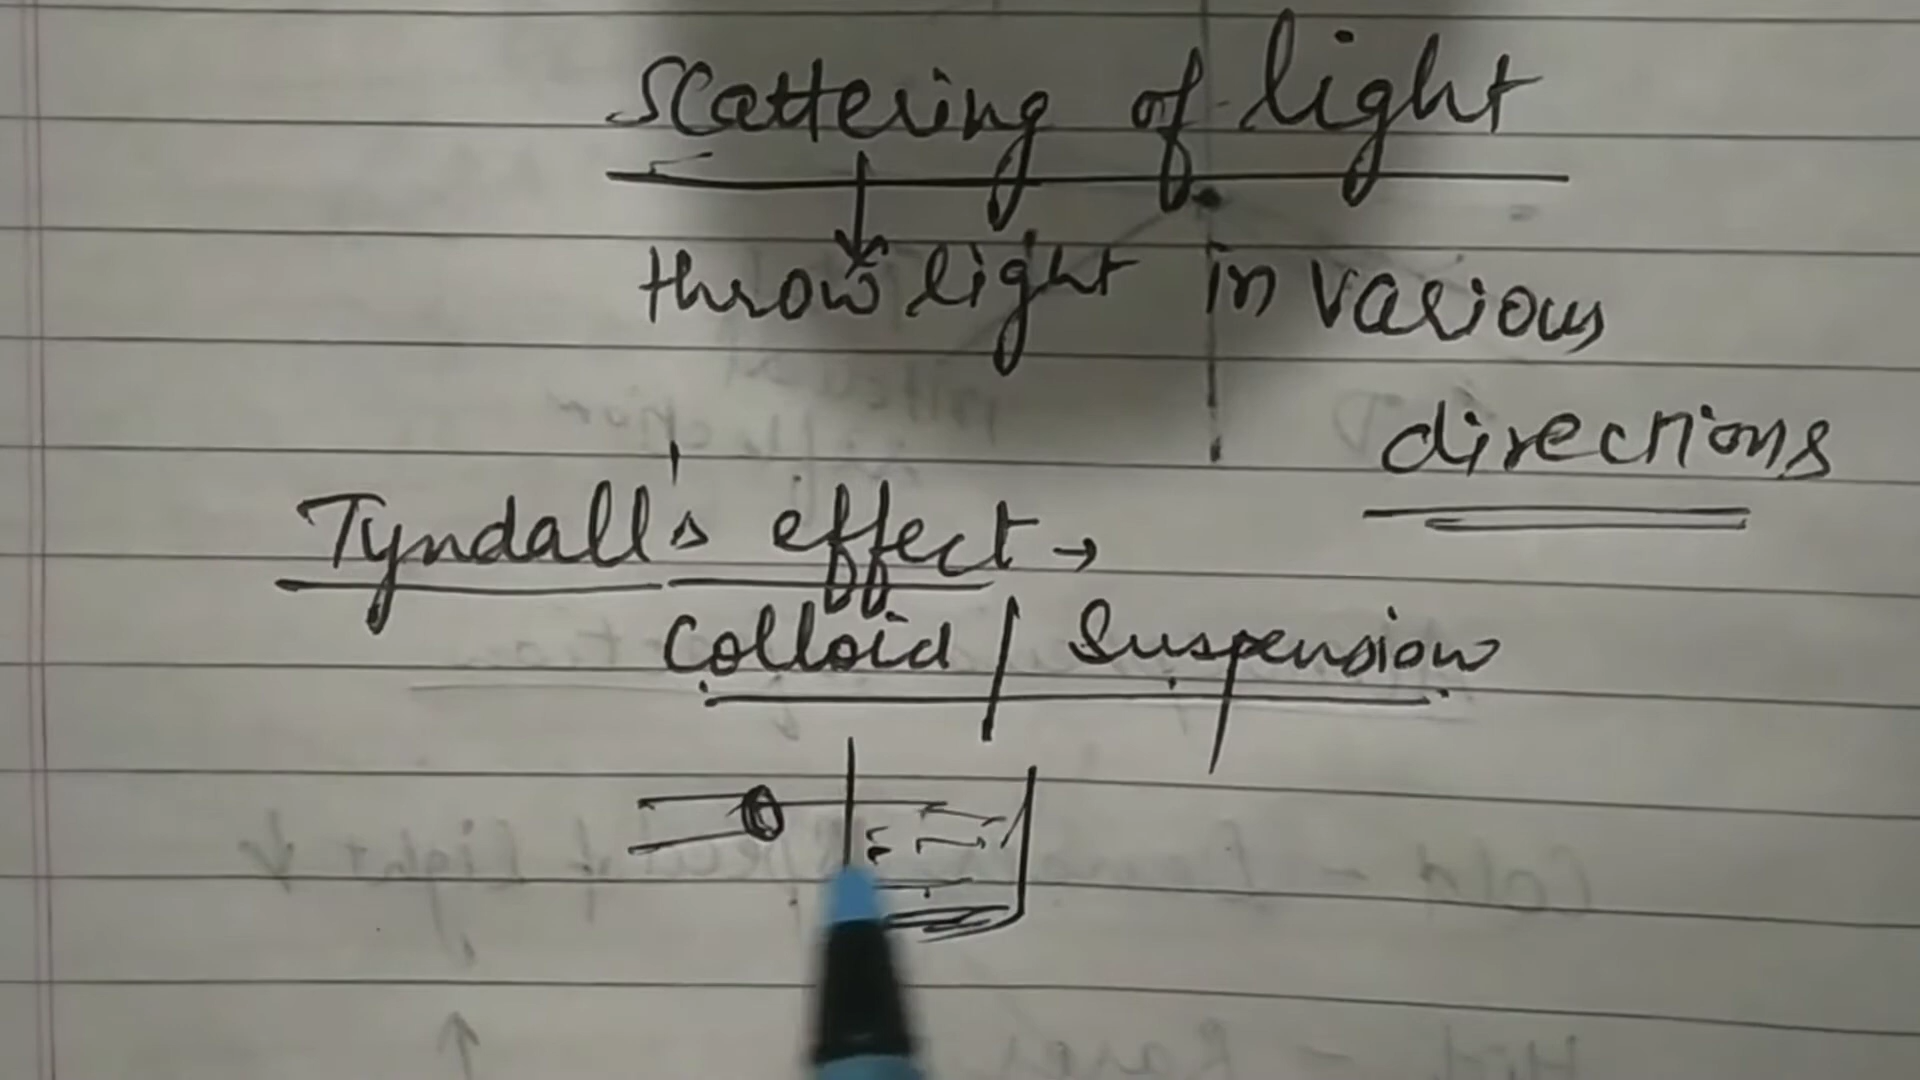 Scattering of light
throw light in various
directions
Tyndall's effect →
Colloid / Suspension